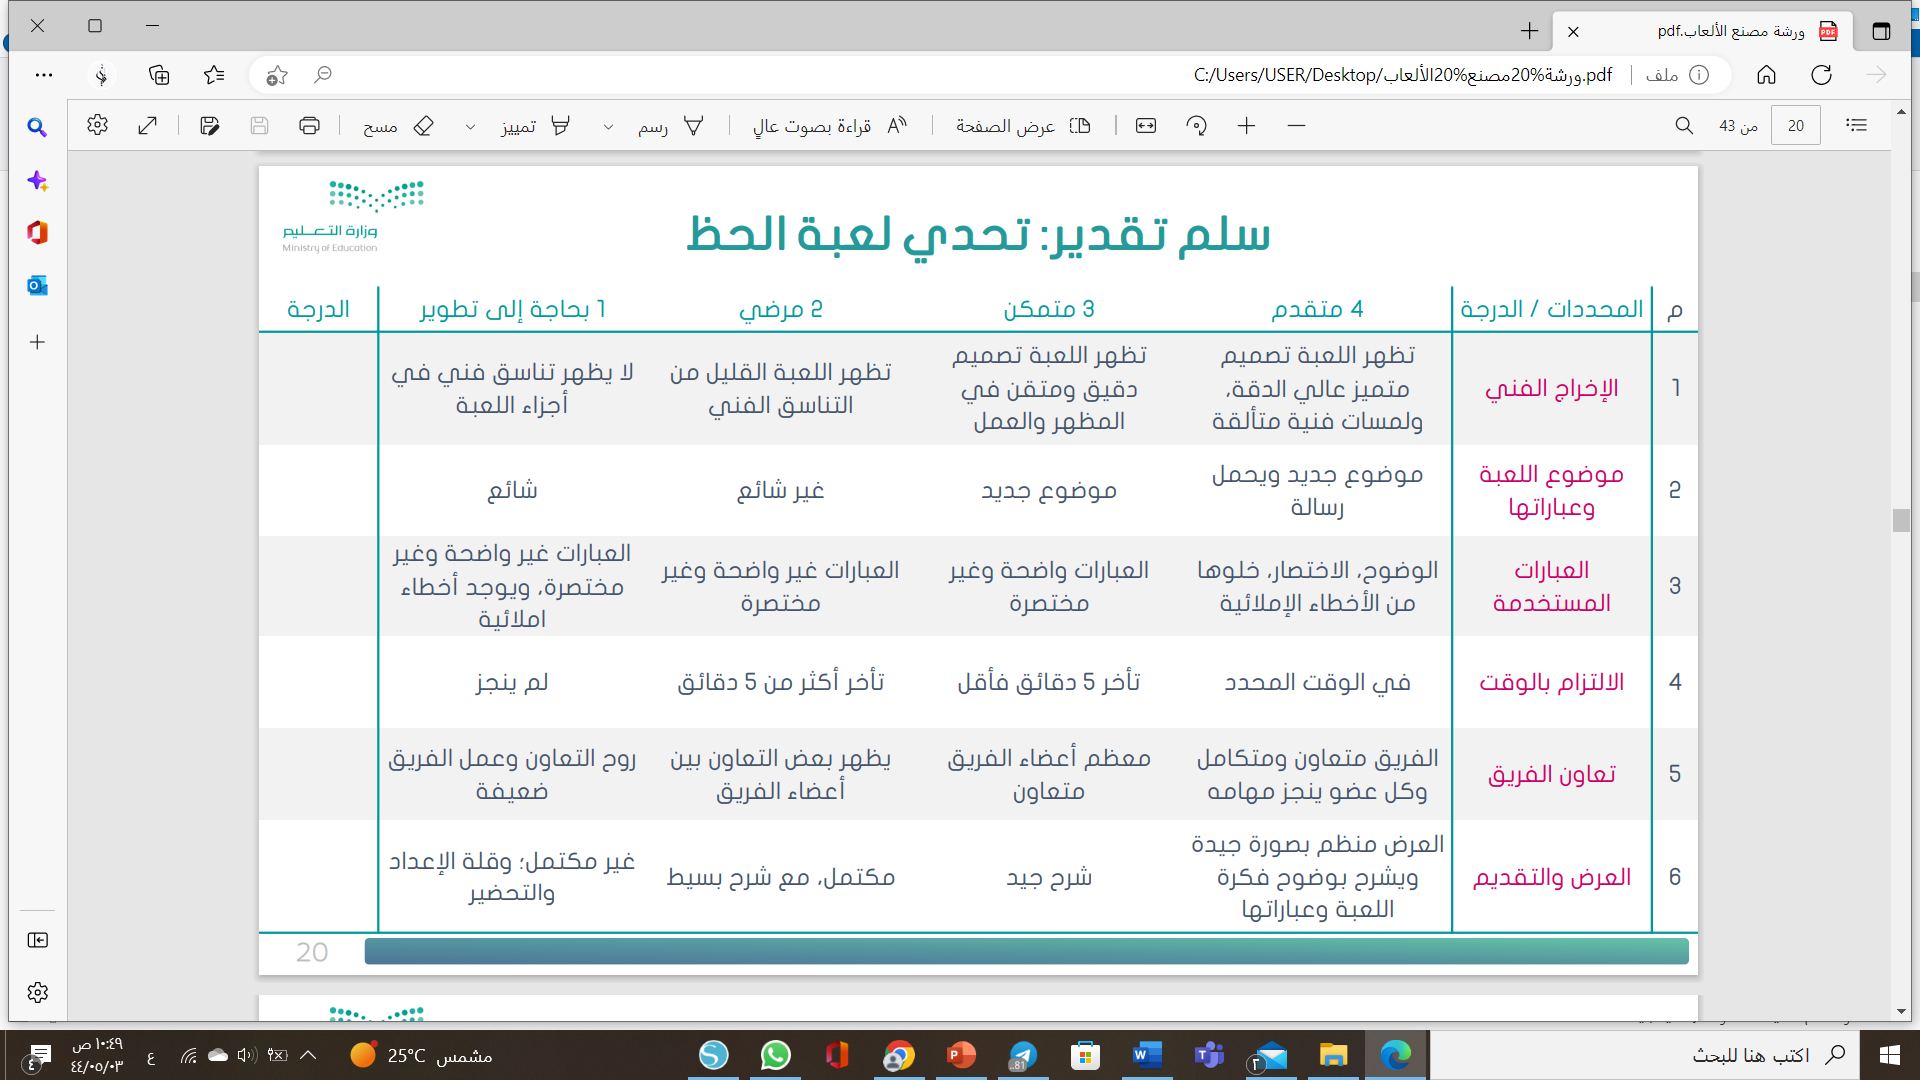 ورشة مصنع الألعاب.pdf
ملف
C:/Users/USER/Desktop/ورشة%20مصنع%20الألعاب.pdf
20
من 43
عرض الصفحة
قراءة بصوت عالٍ
رسم
تمييز
مسح
وزارة التعليم
Ministry of Education
سلم تقدير: تحدي لعبة الحظ
م
المحددات / الدرجة
4 متقدم
3 متمكن
2 مرضي
1 بحاجة إلى تطوير
الدرجة
1
الإخراج الفني
تظهر اللعبة تصميم
متميز عالي الدقة،
ولمسات فنية متألقة
تظهر اللعبة تصميم
دقيق ومتقن في
المظهر والعمل
تظهر اللعبة القليل من
التناسق الفني
لا يظهر تناسق فني في
أجزاء اللعبة
2
موضوع اللعبة
وعباراتها
موضوع جديد ويحمل
رسالة
موضوع جديد
غير شائع
شائع
3
العبارات
المستخدمة
الوضوح، الاختصار، خلوها
من الأخطاء الإملائية
العبارات واضحة وغير
مختصرة
العبارات غير واضحة وغير
مختصرة
العبارات غير واضحة وغير
مختصرة، ويوجد أخطاء
املائية
4
الالتزام بالوقت
في الوقت المحدد
تأخر 5 دقائق فأقل
تأخر أكثر من 5 دقائق
لم ينجز
5
تعاون الفريق
الفريق متعاون ومتكامل
وكل عضو ينجز مهامه
معظم أعضاء الفريق
متعاون
يظهر بعض التعاون بين
أعضاء الفريق
روح التعاون وعمل الفريق
ضعيفة
6
العرض والتقديم
العرض منظم بصورة جيدة
ويشرح بوضوح فكرة
اللعبة وعباراتها
شرح جيد
مكتمل، مع شرح بسيط
غير مكتمل؛ وقلة الإعداد
والتحضير
20
اكتب هنا للبحث
٢
81
25°C مشمس
ع
١٠:٤٩ ص
٤٤/٠٥/٠٣
٤